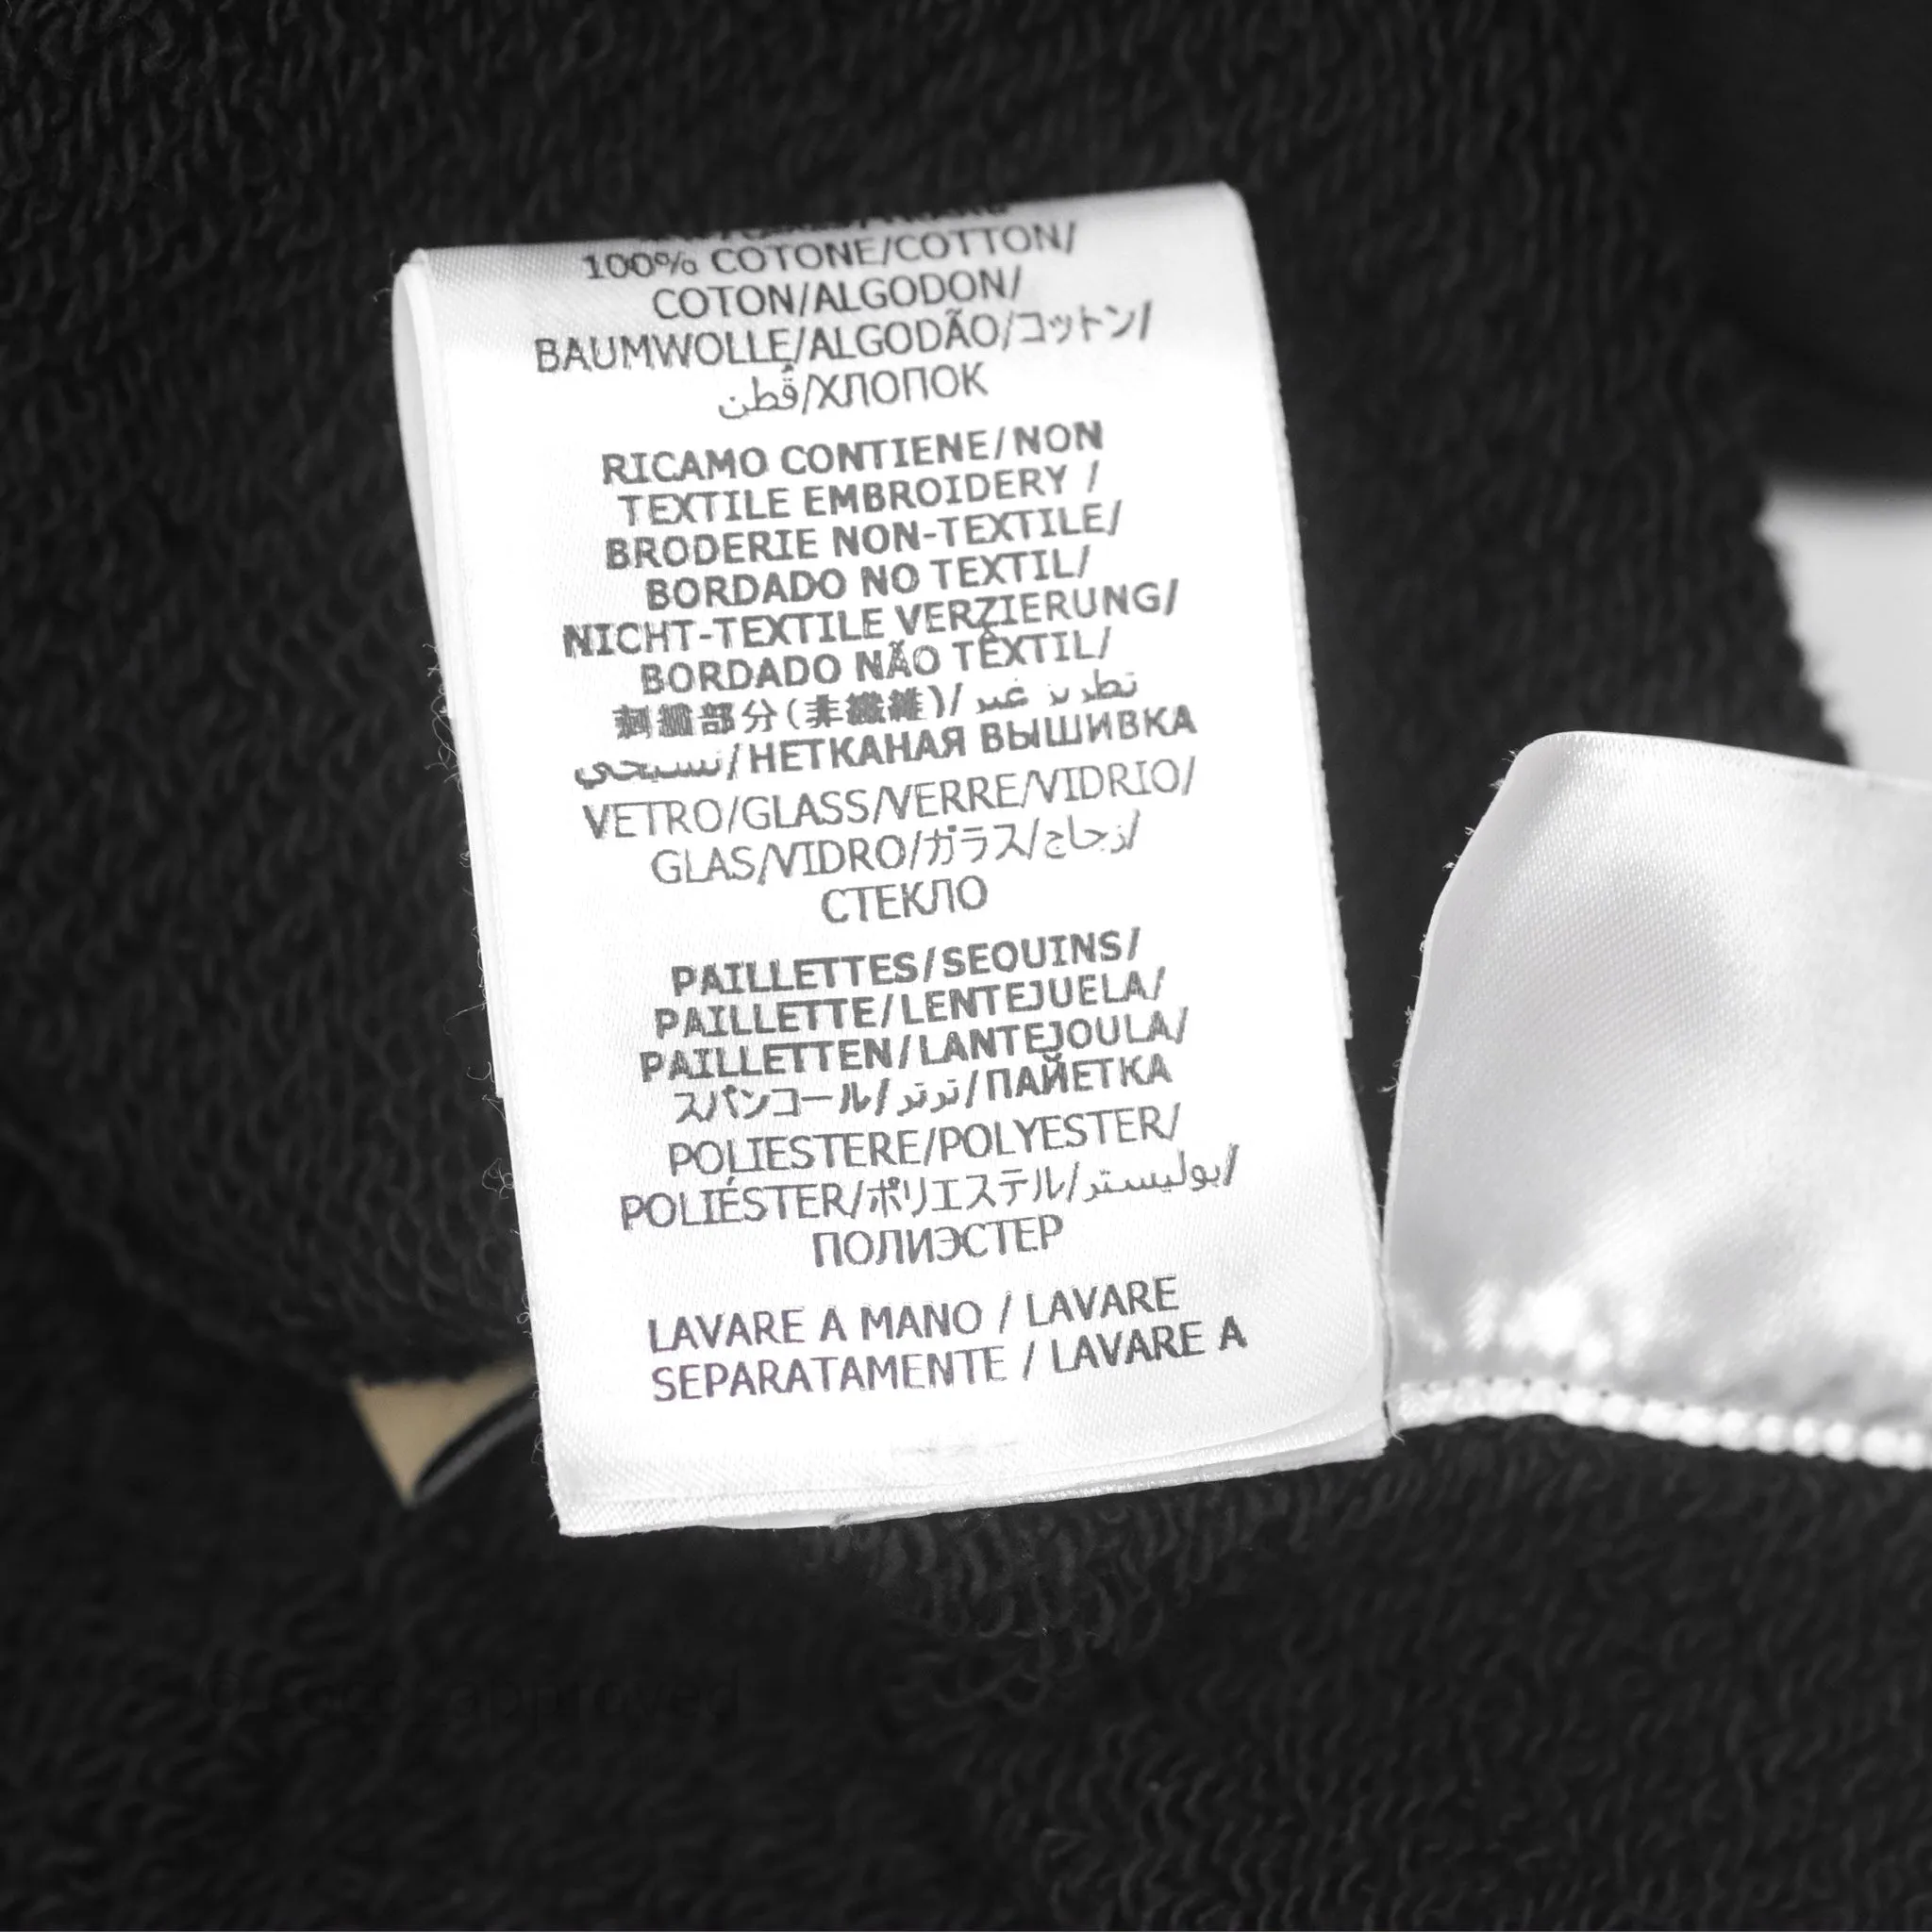 100% COTONE/COTTON/
COTON/ALGODON/
BAUMWOLLE/ALGODÃO/コットン/
قُطن/ХЛОПОК
RICAMO CONTIENE/NON
TEXTILE EMBROIDERY /
BRODERIE NON-TEXTILE/
BORDADO NO TEXTIL/
NICHT-TEXTILE VERZIERUNG/
BORDADO NÃO TÊXTIL/
刺繍部分(非繊維)/ تطريز غير
نسيجي/НЕТКАНАЯ ВЫШИВКА
VETRO/GLASS/VERRE/VIDRIO/
GLAS/VIDRO/ガラス/زجاج/
СТЕКЛО
PAILLETTES/SEQUINS/
PAILLETTE/LENTEJUELA/
PAILLETTEN/LANTEJOULA/
スパンコール/ترتر/ПАЙЕТКА
POLIESTERE/POLYESTER/
POLIÉSTER/ポリエステル/بوليستر/
ПОЛИЭСТЕР
LAVARE A MANO / LAVARE
SEPARATAMENTE / LAVARE A
approved